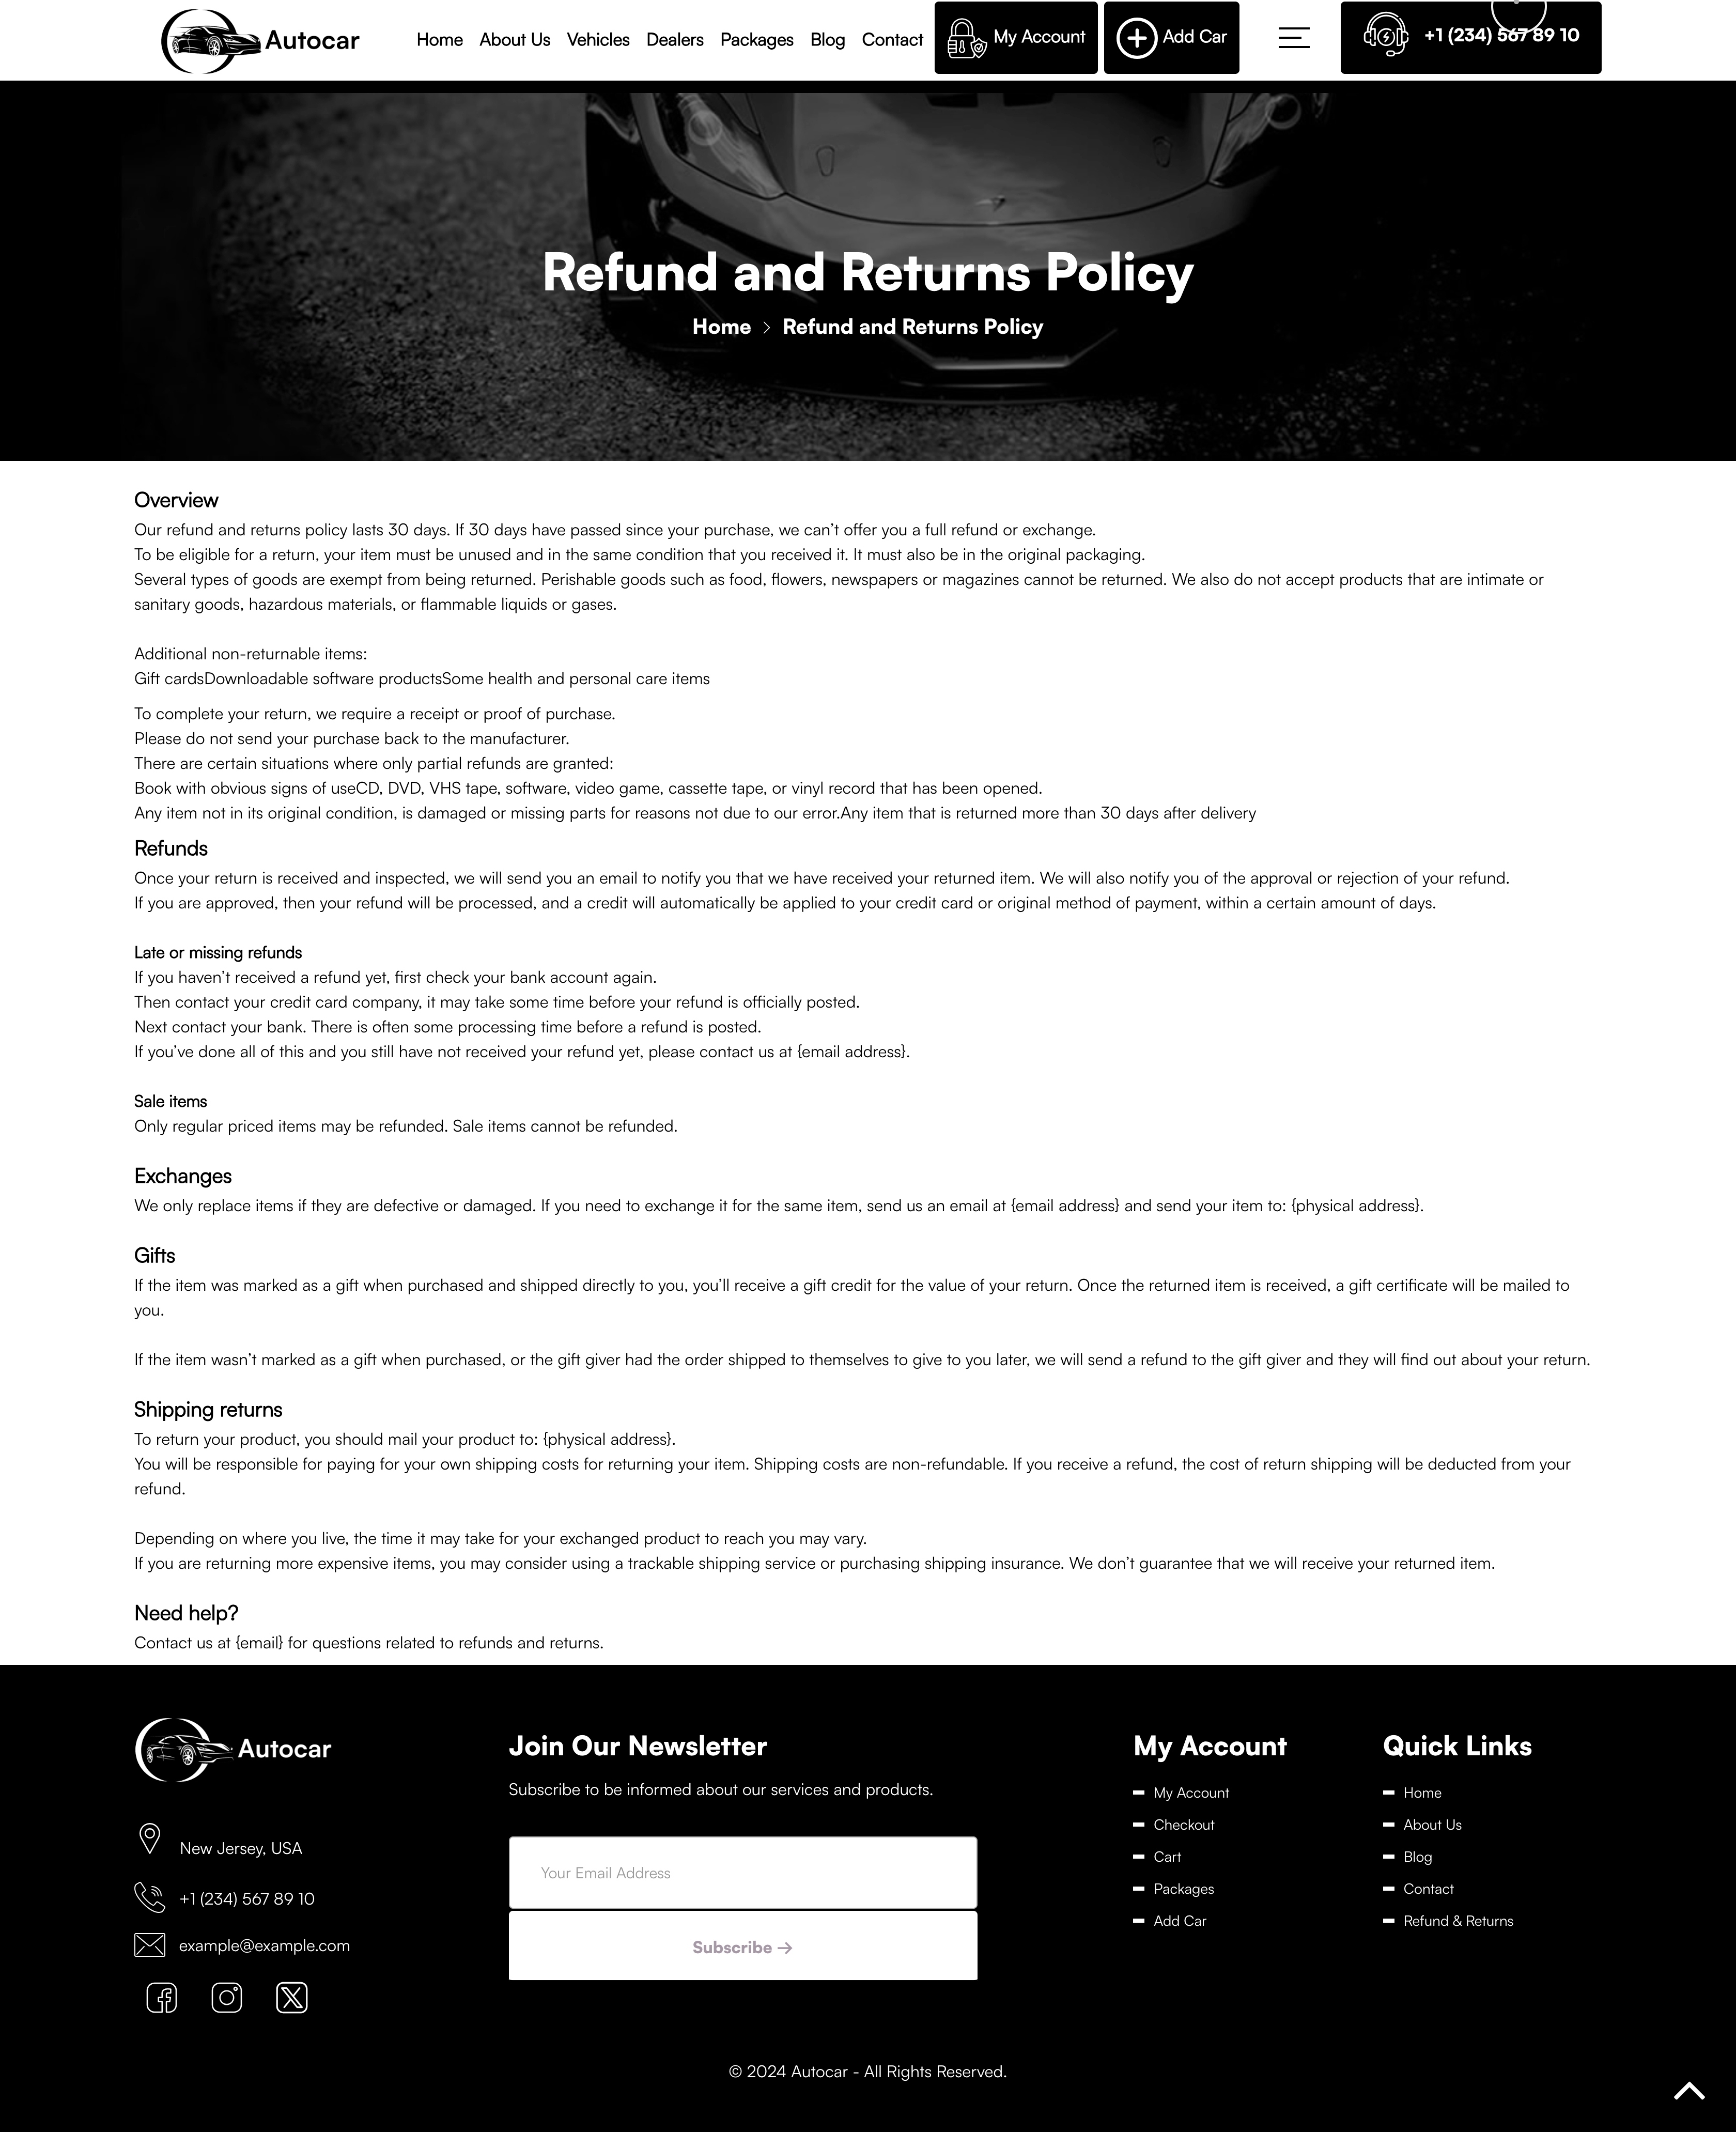 Autocar
Home About Us Vehicles Dealers Packages Blog Contact My Account Add Car +1 (234) 567 89 10
Refund and Returns Policy
Home > Refund and Returns Policy
Overview
Our refund and returns policy lasts 30 days. If 30 days have passed since your purchase, we can’t offer you a full refund or exchange.
To be eligible for a return, your item must be unused and in the same condition that you received it. It must also be in the original packaging.
Several types of goods are exempt from being returned. Perishable goods such as food, flowers, newspapers or magazines cannot be returned. We also do not accept products that are intimate or
sanitary goods, hazardous materials, or flammable liquids or gases.
Additional non-returnable items:
Gift cardsDownloadable software productsSome health and personal care items
To complete your return, we require a receipt or proof of purchase.
Please do not send your purchase back to the manufacturer.
There are certain situations where only partial refunds are granted:
Book with obvious signs of useCD, DVD, VHS tape, software, video game, cassette tape, or vinyl record that has been opened.
Any item not in its original condition, is damaged or missing parts for reasons not due to our error.Any item that is returned more than 30 days after delivery
Refunds
Once your return is received and inspected, we will send you an email to notify you that we have received your returned item. We will also notify you of the approval or rejection of your refund.
If you are approved, then your refund will be processed, and a credit will automatically be applied to your credit card or original method of payment, within a certain amount of days.
Late or missing refunds
If you haven’t received a refund yet, first check your bank account again.
Then contact your credit card company, it may take some time before your refund is officially posted.
Next contact your bank. There is often some processing time before a refund is posted.
If you’ve done all of this and you still have not received your refund yet, please contact us at {email address}.
Sale items
Only regular priced items may be refunded. Sale items cannot be refunded.
Exchanges
We only replace items if they are defective or damaged. If you need to exchange it for the same item, send us an email at {email address} and send your item to: {physical address}.
Gifts
If the item was marked as a gift when purchased and shipped directly to you, you’ll receive a gift credit for the value of your return. Once the returned item is received, a gift certificate will be mailed to
you.
If the item wasn’t marked as a gift when purchased, or the gift giver had the order shipped to themselves to give to you later, we will send a refund to the gift giver and they will find out about your return.
Shipping returns
To return your product, you should mail your product to: {physical address}.
You will be responsible for paying for your own shipping costs for returning your item. Shipping costs are non-refundable. If you receive a refund, the cost of return shipping will be deducted from your
refund.
Depending on where you live, the time it may take for your exchanged product to reach you may vary.
If you are returning more expensive items, you may consider using a trackable shipping service or purchasing shipping insurance. We don’t guarantee that we will receive your returned item.
Need help?
Contact us at {email} for questions related to refunds and returns.
Autocar
New Jersey, USA
+1 (234) 567 89 10
example@example.com
Join Our Newsletter
Subscribe to be informed about our services and products.
Your Email Address
Subscribe →
My Account
My Account
Checkout
Cart
Packages
Add Car
Quick Links
Home
About Us
Blog
Contact
Refund & Returns
© 2024 Autocar - All Rights Reserved.